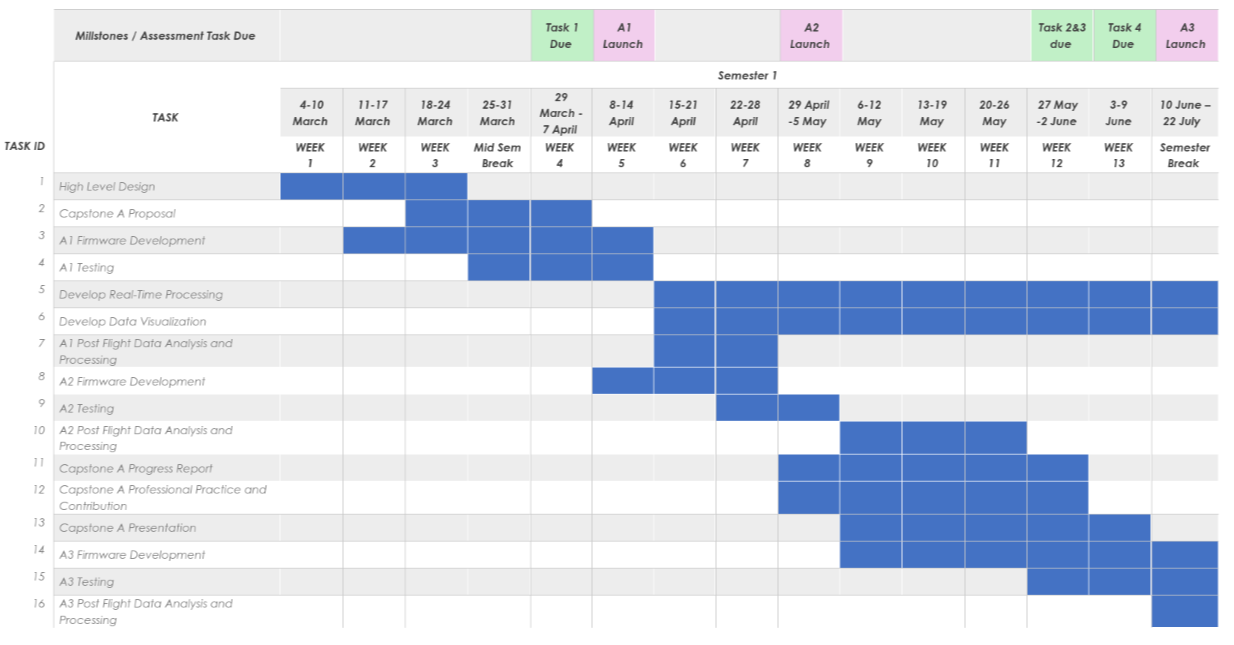 Millstones / Assessment Task Due
Task 1
Due
A1
Launch
A2
Launch
Task 2&3
due
Task 4
Due
A3
Launch
Semester 1
TASK ID
TASK
4-10
March
11-17
March
18-24
March
25-31
March
29
March -
7 April
8-14
April
15-21
April
22-28
April
29 April
-5 May
6-12
May
13-19
May
20-26
May
27 May
-2 June
3-9
June
10 June –
22 July
WEEK
1
WEEK
2
WEEK
3
Mid Sem
Break
WEEK
4
WEEK
5
WEEK
6
WEEK
7
WEEK
8
WEEK
9
WEEK
10
WEEK
11
WEEK
12
WEEK
13
Semester
Break
1 High Level Design
2 Capstone A Proposal
3 A1 Firmware Development
4 A1 Testing
5 Develop Real-Time Processing
6 Develop Data Visualization
7 A1 Post Flight Data Analysis and
Processing
8 A2 Firmware Development
9 A2 Testing
10 A2 Post Flight Data Analysis and
Processing
11 Capstone A Progress Report
12 Capstone A Professional Practice and
Contribution
13 Capstone A Presentation
14 A3 Firmware Development
15 A3 Testing
16 A3 Post Flight Data Analysis and
Processing